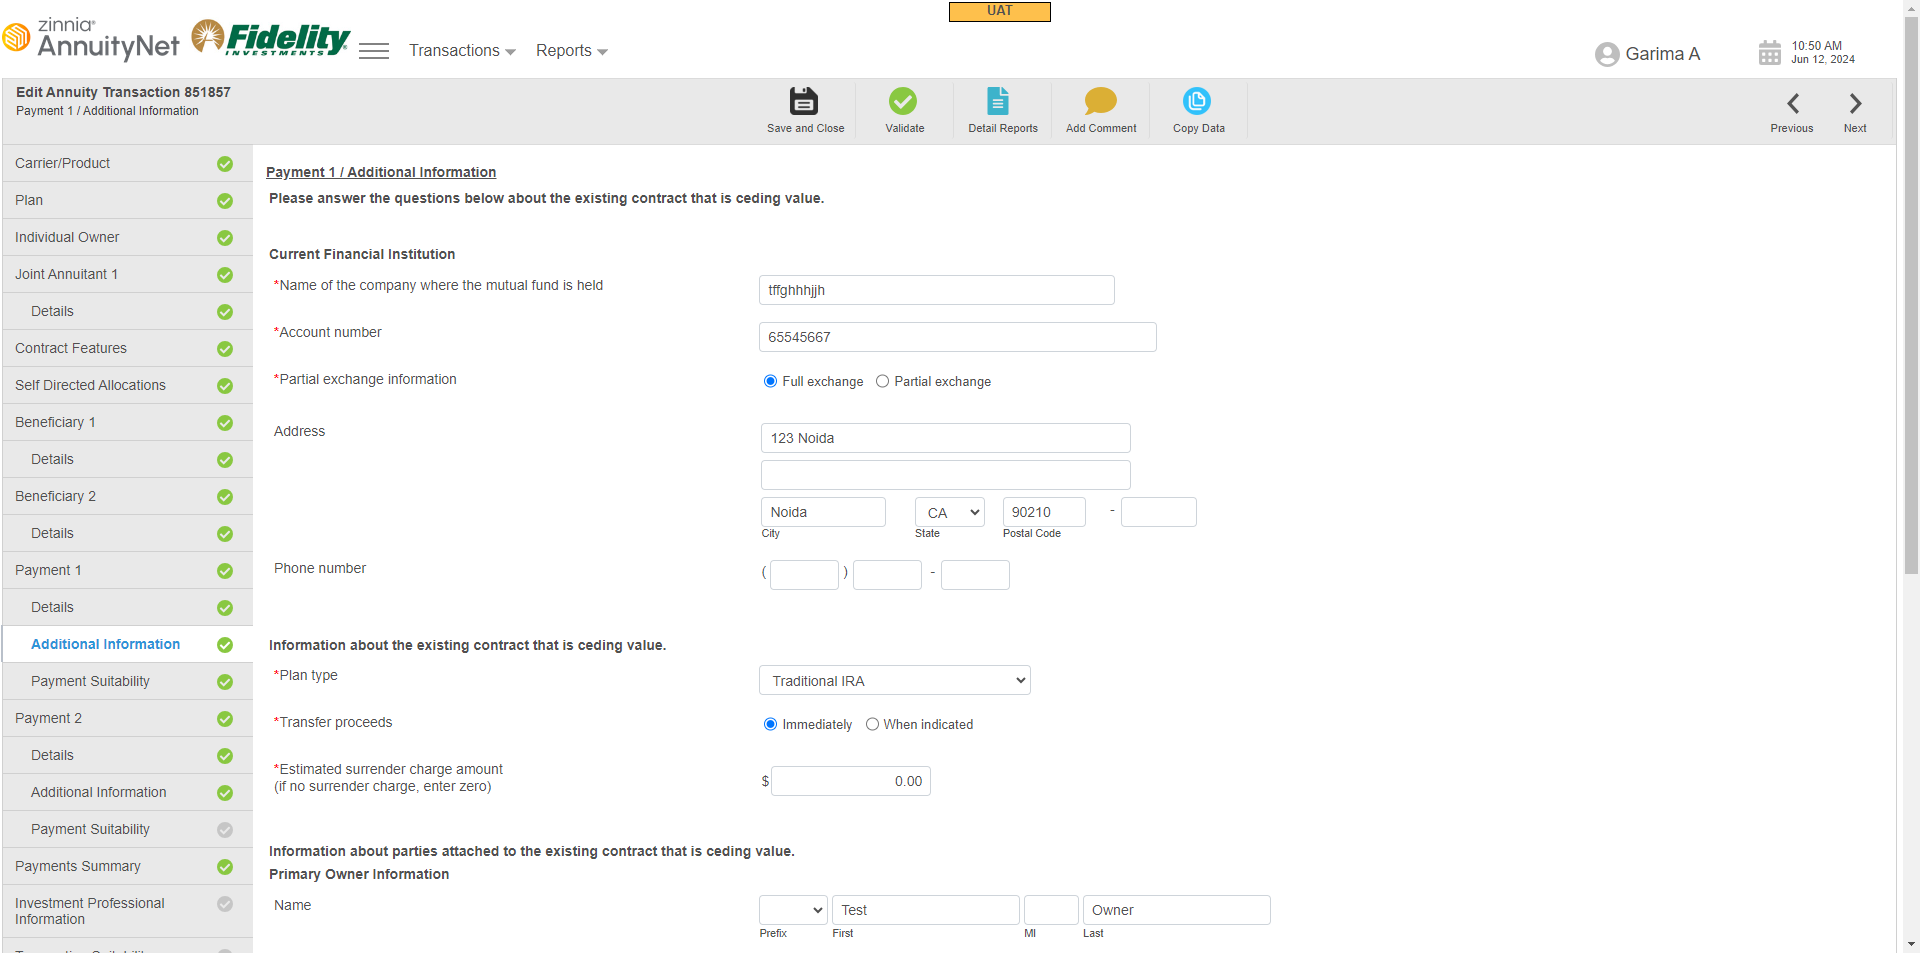 UAT
zinnia
AnnuityNet
Fidelity
INVESTMENTS
Transactions
Reports
Garima A
10:50 AM
Jun 12, 2024
Edit Annuity Transaction 851857
Payment 1 / Additional Information
Save and Close
Validate
Detail Reports
Add Comment
Copy Data
Previous
Next
Carrier/Product
Plan
Individual Owner
Joint Annuitant 1
Details
Contract Features
Self Directed Allocations
Beneficiary 1
Details
Beneficiary 2
Details
Payment 1
Details
Additional Information
Payment Suitability
Payment 2
Details
Additional Information
Payment Suitability
Payments Summary
Investment Professional
Information
Payment 1 / Additional Information
Please answer the questions below about the existing contract that is ceding value.
Current Financial Institution
*Name of the company where the mutual fund is held
tffghhhjjh
*Account number
65545667
*Partial exchange information
Full exchange Partial exchange
Address
123 Noida
Noida CA 90210 -
City State Postal Code
Phone number
( ) -
Information about the existing contract that is ceding value.
*Plan type
Traditional IRA
*Transfer proceeds
Immediately When indicated
*Estimated surrender charge amount
(if no surrender charge, enter zero)
$ 0.00
Information about parties attached to the existing contract that is ceding value.
Primary Owner Information
Name
Test Owner
Prefix First MI Last